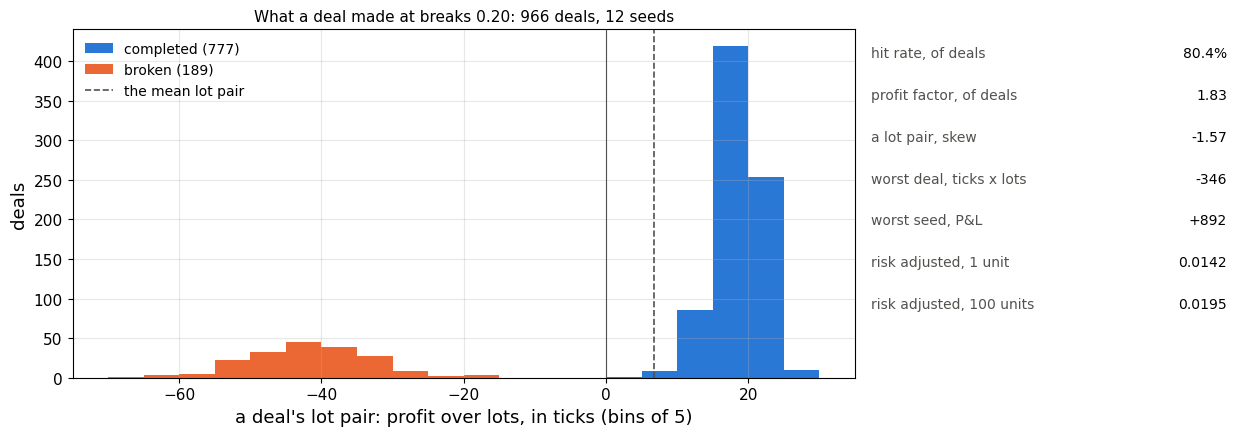 What a deal made at breaks 0.20: 966 deals, 12 seeds
completed (777)
broken (189)
the mean lot pair
deals
400
350
300
250
200
150
100
50
0
−60
−40
−20
0
20
a deal's lot pair: profit over lots, in ticks (bins of 5)
hit rate, of deals 80.4%
profit factor, of deals 1.83
a lot pair, skew -1.57
worst deal, ticks x lots -346
worst seed, P&L +892
risk adjusted, 1 unit 0.0142
risk adjusted, 100 units 0.0195